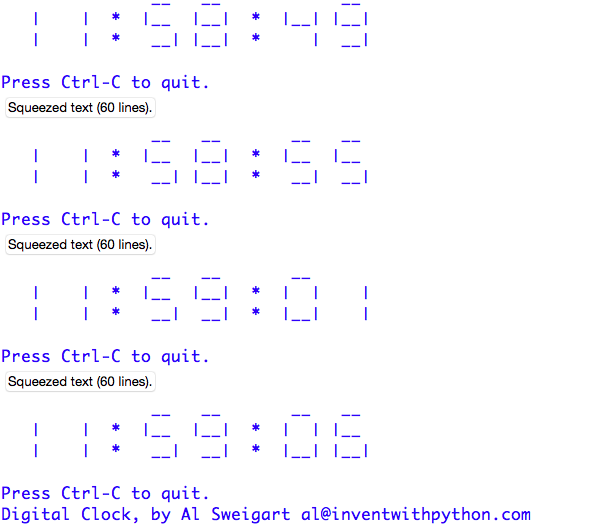 __   __            __
   |    |  *  |__  |__|  *  |__| |__|
   |    |  *   __| |__|  *     |  __|
Press Ctrl-C to quit.
Squeezed text (60 lines).
               __   __       __   __
   |    |  *  |__  |__|  *  |__  |__
   |    |  *   __| |__|  *   __|  __|
Press Ctrl-C to quit.
Squeezed text (60 lines).
               __   __       __
   |    |  *  |__  |__|  *  |  |    |
   |    |  *   __|  __|  *  |__|    |
Press Ctrl-C to quit.
Squeezed text (60 lines).
               __   __       __   __
   |    |  *  |__  |__|  *  |  | |__
   |    |  *   __|  __|  *  |__| |__|
Press Ctrl-C to quit.
Digital Clock, by Al Sweigart al@inventwithpython.com